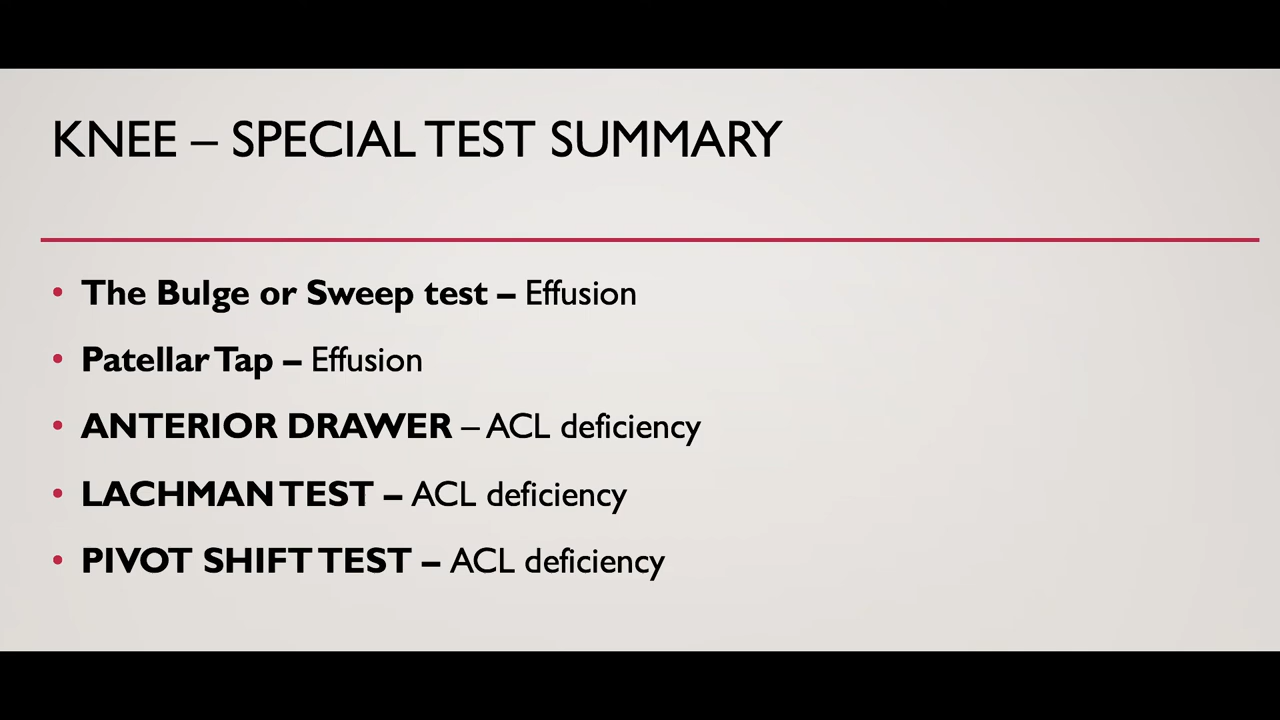 KNEE – SPECIAL TEST SUMMARY
• The Bulge or Sweep test – Effusion
• Patellar Tap – Effusion
• ANTERIOR DRAWER – ACL deficiency
• LACHMAN TEST – ACL deficiency
• PIVOT SHIFT TEST – ACL deficiency